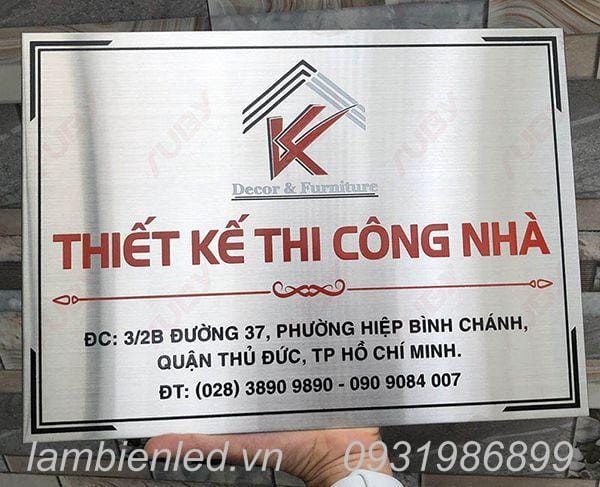 K
Decor & Furniture
THIẾT KẾ THI CÔNG NHÀ
ĐC: 3/2B ĐƯỜNG 37, PHƯỜNG HIỆP BÌNH CHÁNH,
QUẬN THỦ ĐỨC, TP HỒ CHÍ MINH.
ĐT: (028) 3890 9890 - 090 9084 007
lambienled.vn 0931986899